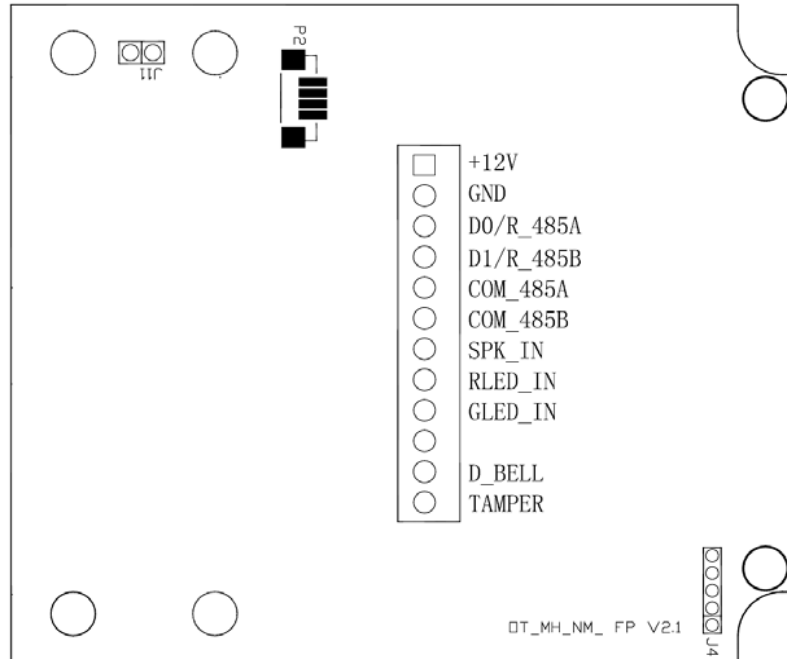 P2
J11
+12V
GND
D0/R_485A
D1/R_485B
COM_485A
COM_485B
SPK_IN
RLED_IN
GLED_IN
D_BELL
TAMPER
OT_MH_NM_ FP V2.1
J4